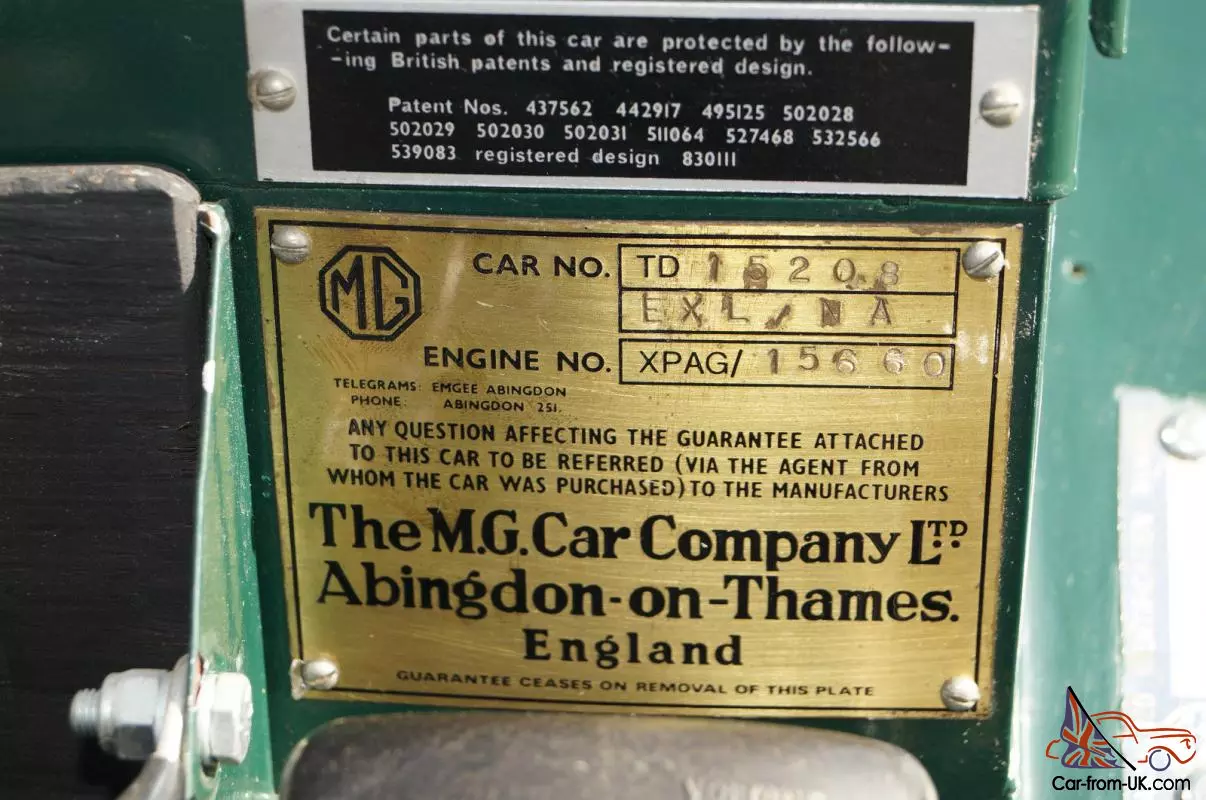 Certain parts of this car are protected by the follow-
-ing British patents and registered design.
Patent Nos. 437562 442917 495125 502028
502029 502030 502031 511064 527468 532566
539083 registered design 830111
MG
CAR NO. TD 15208
EXL/NA
ENGINE NO. XPAG/ 15660
TELEGRAMS: EMGEE ABINGDON
PHONE: ABINGDON 251.
ANY QUESTION AFFECTING THE GUARANTEE ATTACHED
TO THIS CAR TO BE REFERRED (VIA THE AGENT FROM
WHOM THE CAR WAS PURCHASED) TO THE MANUFACTURERS
The M.G. Car Company LTD
Abingdon-on-Thames.
England
GUARANTEE CEASES ON REMOVAL OF THIS PLATE
Car-from-UK.com